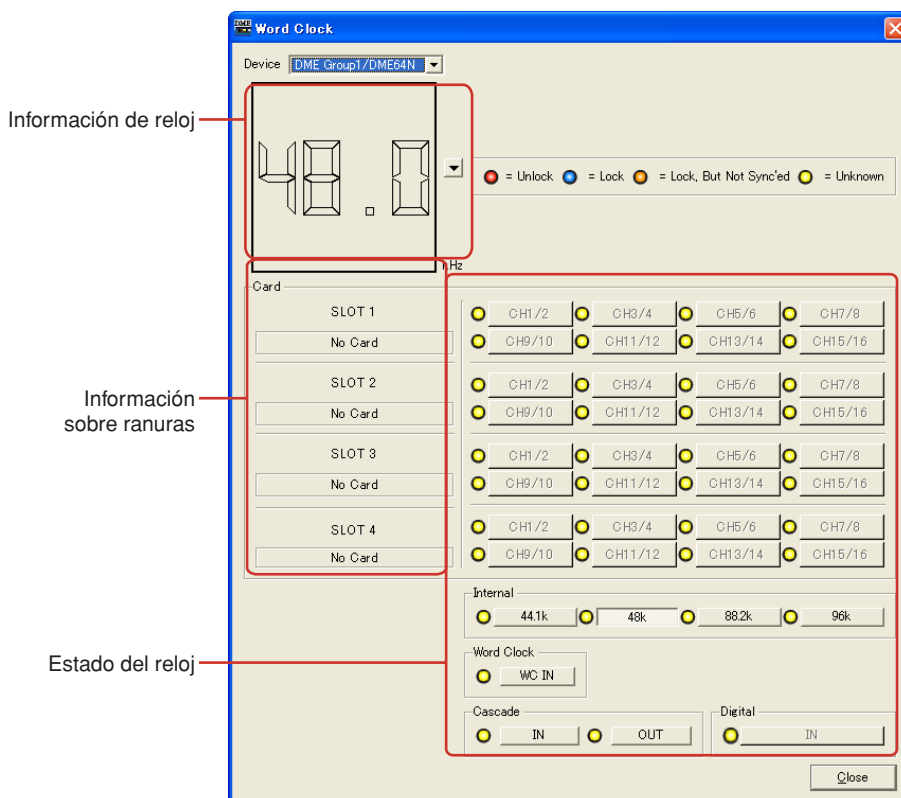 DME
Word Clock
Device DME Group1/DME64N
Información de reloj
48.0
kHz
= Unlock = Lock = Lock, But Not Sync'ed = Unknown
Card
SLOT 1
No Card
CH1/2 CH3/4 CH5/6 CH7/8
CH9/10 CH11/12 CH13/14 CH15/16
Información
sobre ranuras
SLOT 2
No Card
CH1/2 CH3/4 CH5/6 CH7/8
CH9/10 CH11/12 CH13/14 CH15/16
SLOT 3
No Card
CH1/2 CH3/4 CH5/6 CH7/8
CH9/10 CH11/12 CH13/14 CH15/16
SLOT 4
No Card
CH1/2 CH3/4 CH5/6 CH7/8
CH9/10 CH11/12 CH13/14 CH15/16
Estado del reloj
Internal
44.1k 48k 88.2k 96k
Word Clock
WC IN
Cascade
IN OUT
Digital
IN
Close